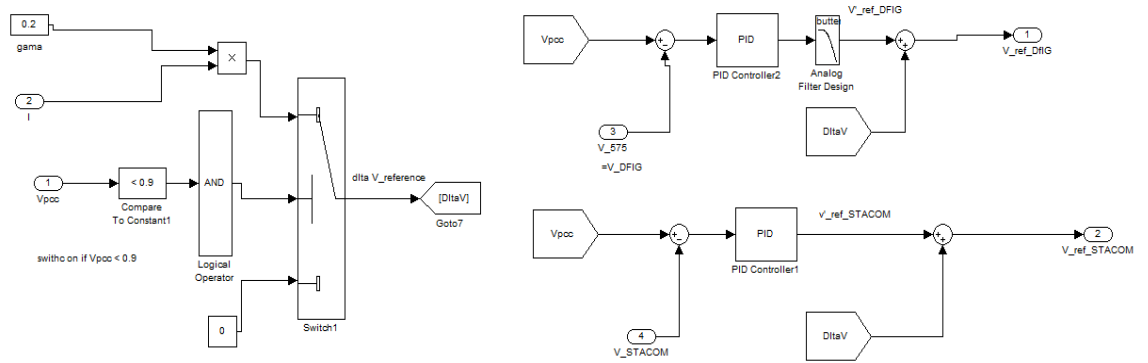 0.2
gama
×
2
I
1
Vpcc
< 0.9
Compare
To Constant1
AND
Logical
Operator
swithc on if Vpcc < 0.9
0
Switch1
dlta V_reference
[DltaV]
Goto7
Vpcc
PID
PID Controller2
butter
Analog
Filter Design
V'_ref_DFIG
1
V_ref_DfIG
3
V_575
=V_DFIG
DltaV
Vpcc
PID
PID Controller1
v'_ref_STACOM
2
V_ref_STACOM
4
V_STACOM
DltaV